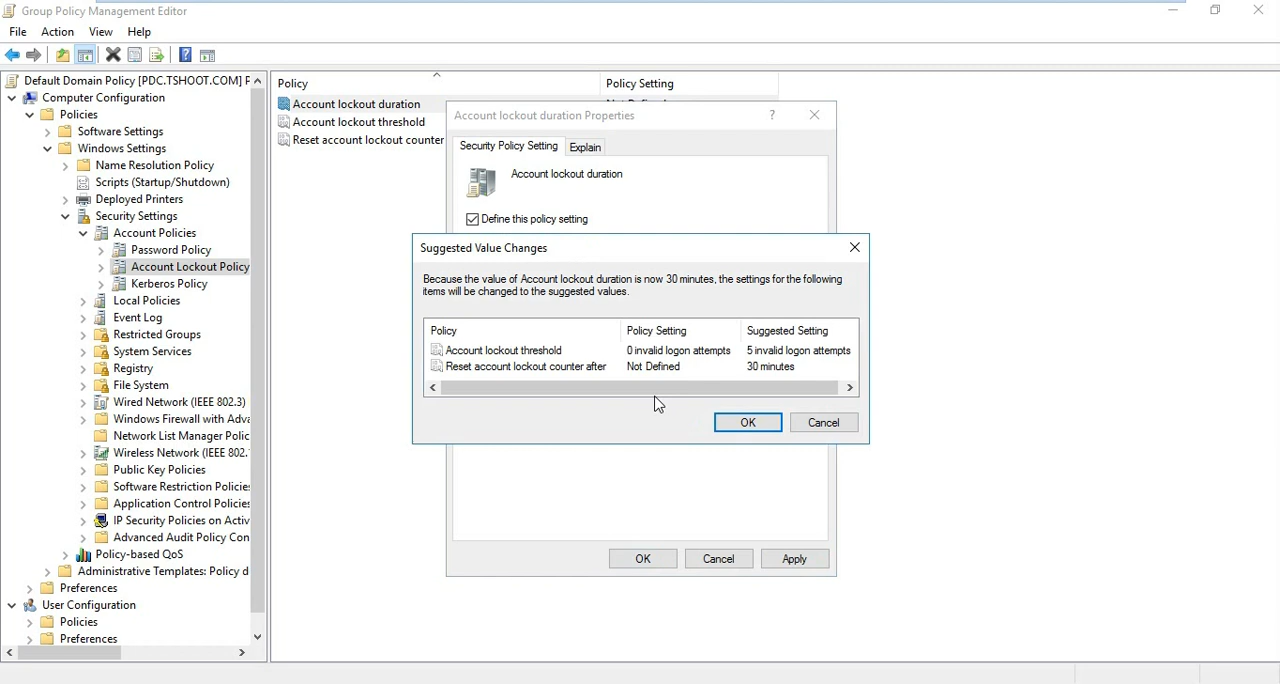 Group Policy Management Editor
File Action View Help
Default Domain Policy [PDC.TSHOOT.COM]
Computer Configuration
Policies
Software Settings
Windows Settings
Name Resolution Policy
Scripts (Startup/Shutdown)
Deployed Printers
Security Settings
Account Policies
Password Policy
Account Lockout Policy
Kerberos Policy
Local Policies
Event Log
Restricted Groups
System Services
Registry
File System
Wired Network (IEEE 802.3)
Windows Firewall with Adva
Network List Manager Polic
Wireless Network (IEEE 802.
Public Key Policies
Software Restriction Policie
Application Control Policie
IP Security Policies on Activ
Advanced Audit Policy Con
Policy-based QoS
Administrative Templates: Policy d
Preferences
User Configuration
Policies
Preferences
Policy Policy Setting
Account lockout duration
Account lockout threshold
Reset account lockout counter
Account lockout duration Properties ?
Security Policy Setting Explain
Account lockout duration
Define this policy setting
Suggested Value Changes
Because the value of Account lockout duration is now 30 minutes, the settings for the following
items will be changed to the suggested values.
Policy Policy Setting Suggested Setting
Account lockout threshold 0 invalid logon attempts 5 invalid logon attempts
Reset account lockout counter after Not Defined 30 minutes
OK Cancel
OK Cancel Apply